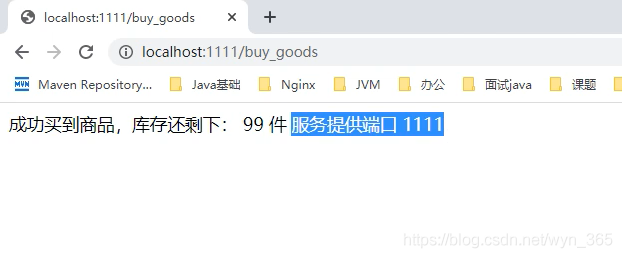 localhost:1111/buy_goods
localhost:1111/buy_goods
Maven Repository... Java基础 Nginx JVM 办公 面试java 课题
成功买到商品，库存还剩下： 99 件 服务提供端口 1111
https://blog.csdn.net/wyn_365